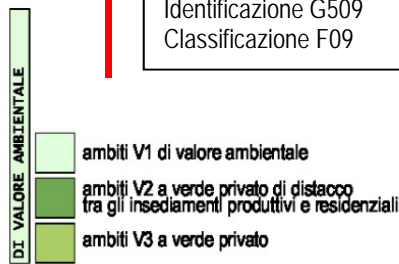 Identificazione G509
Classificazione F09
DI VALORE AMBIENTALE
ambiti V1 di valore ambientale
ambiti V2 a verde privato di distacco
tra gli insediamenti produttivi e residenziali
ambiti V3 a verde privato